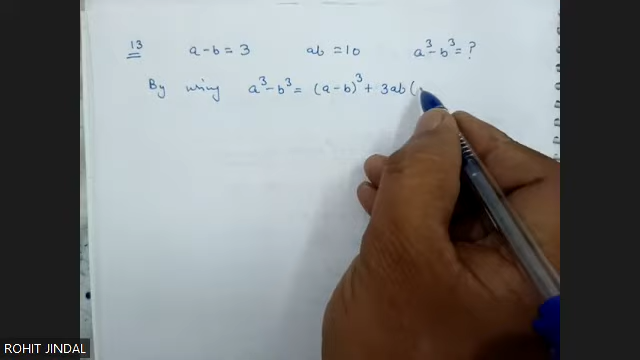 13 a-b=3 ab=10 a³-b³=?
By using a³-b³=(a-b)³+3ab(
ROHIT JINDAL